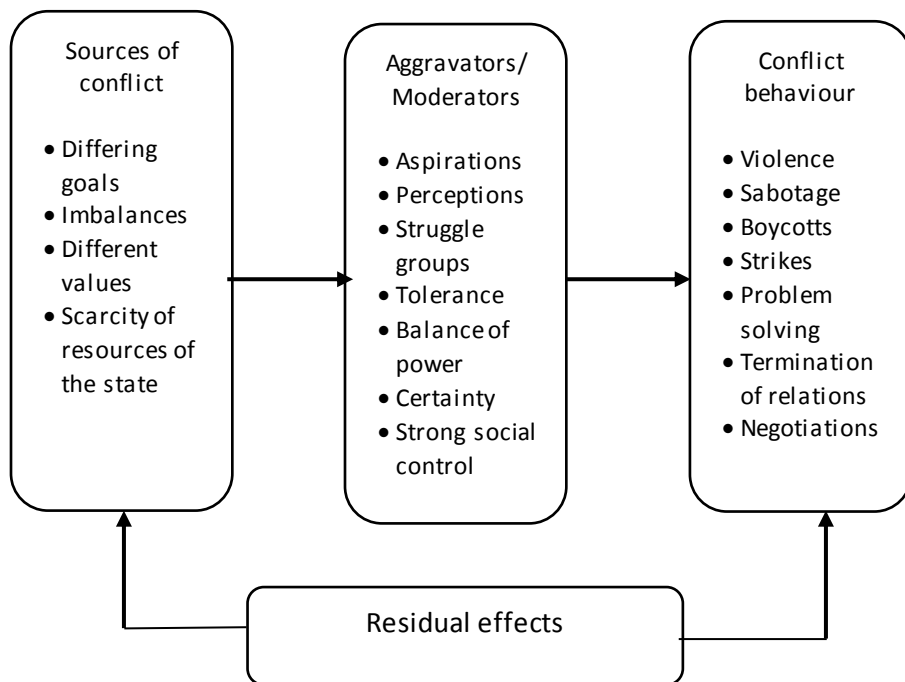 Sources of
conflict
• Differing
goals
• Imbalances
• Different
values
• Scarcity of
resources of
the state
Aggravators/
Moderators
• Aspirations
• Perceptions
• Struggle
groups
• Tolerance
• Balance of
power
• Certainty
• Strong social
control
Conflict
behaviour
• Violence
• Sabotage
• Boycotts
• Strikes
• Problem
solving
• Termination
of relations
• Negotiations
Residual effects